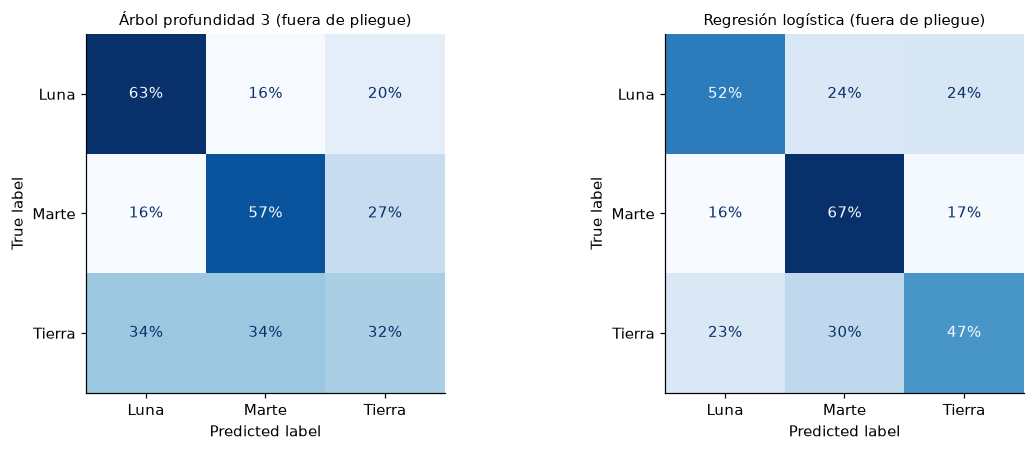 Árbol profundidad 3 (fuera de pliegue)
True label
Luna 63% 16% 20%
Marte 16% 57% 27%
Tierra 34% 34% 32%
Luna Marte Tierra
Predicted label
Regresión logística (fuera de pliegue)
True label
Luna 52% 24% 24%
Marte 16% 67% 17%
Tierra 23% 30% 47%
Luna Marte Tierra
Predicted label